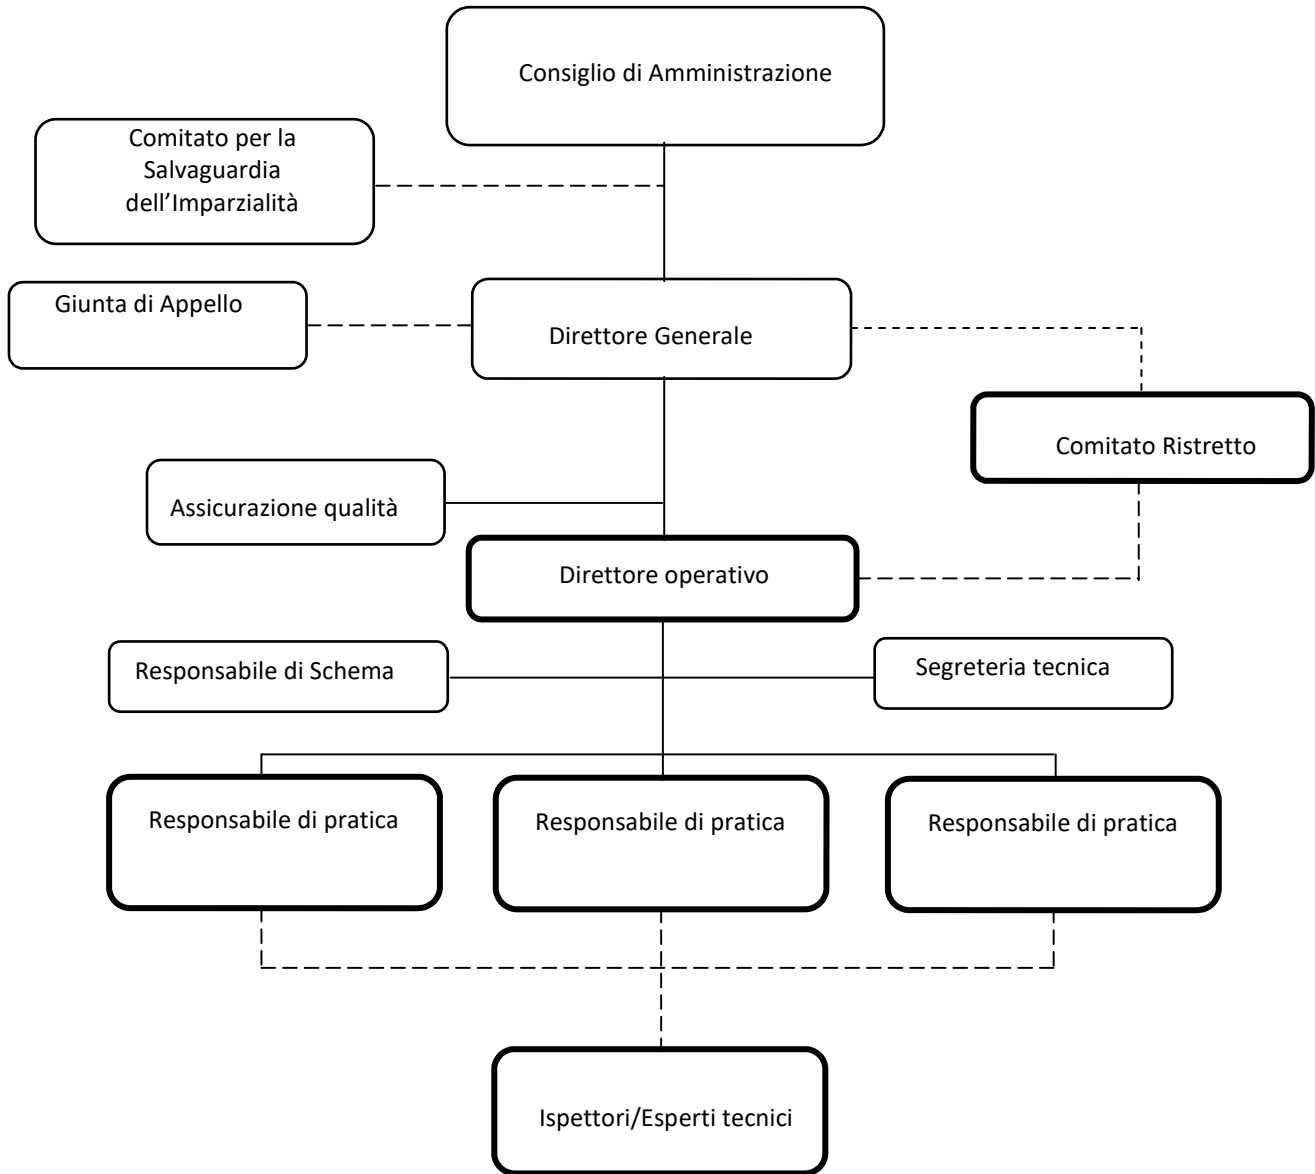 Consiglio di Amministrazione
Comitato per la
Salvaguardia
dell’Imparzialità
Giunta di Appello
Direttore Generale
Comitato Ristretto
Assicurazione qualità
Direttore operativo
Responsabile di Schema
Segreteria tecnica
Responsabile di pratica
Responsabile di pratica
Responsabile di pratica
Ispettori/Esperti tecnici